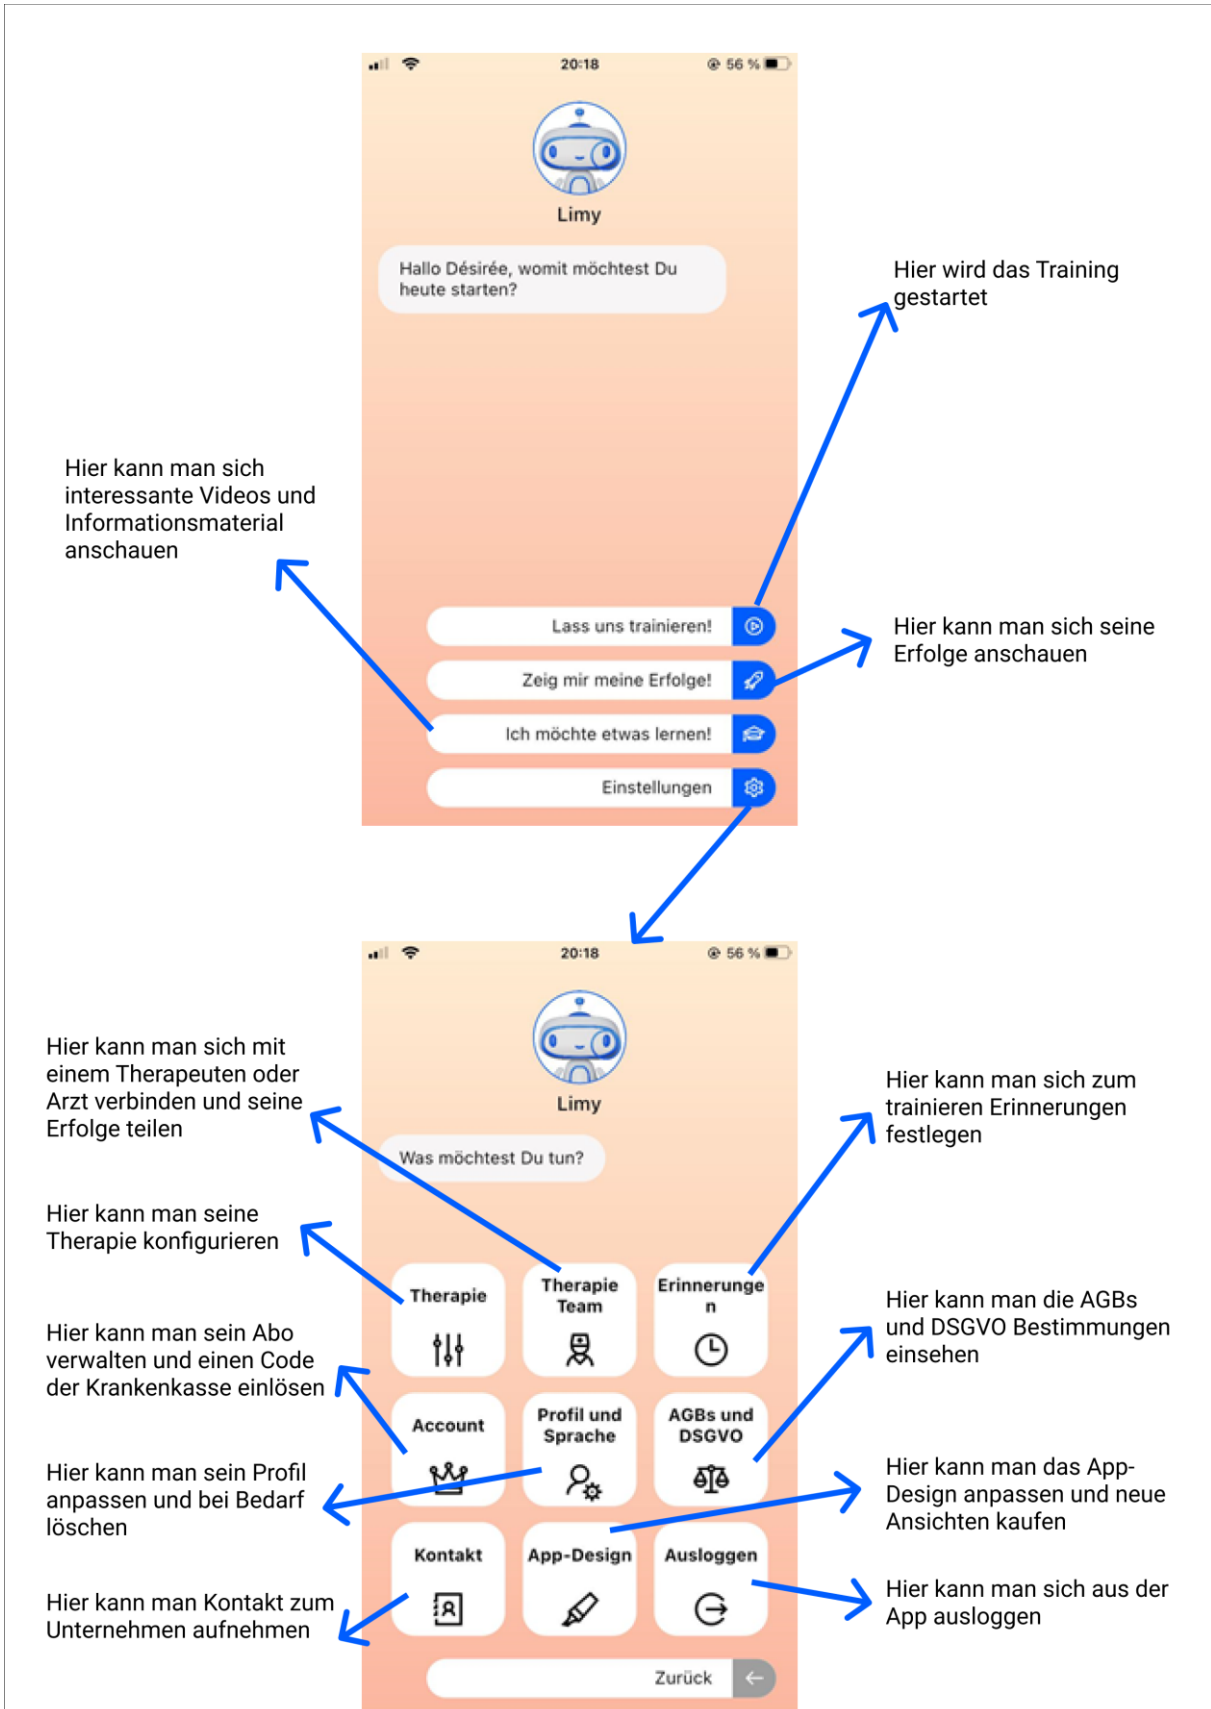 20:18
56 %
Limy
Hallo Désirée, womit möchtest Du
heute starten?
Hier wird das Training
gestartet
Hier kann man sich
interessante Videos und
Informationsmaterial
anschauen
Lass uns trainieren!
Hier kann man sich seine
Erfolge anschauen
Zeig mir meine Erfolge!
Ich möchte etwas lernen!
Einstellungen
20:18
56 %
Limy
Hier kann man sich mit
einem Therapeuten oder
Arzt verbinden und seine
Erfolge teilen
Hier kann man sich zum
trainieren Erinnerungen
festlegen
Was möchtest Du tun?
Hier kann man seine
Therapie konfigurieren
Therapie
Therapie
Team
Erinnerunge
n
Hier kann man sein Abo
verwalten und einen Code
der Krankenkasse einlösen
Hier kann man die AGBs
und DSGVO Bestimmungen
einsehen
Account
Profil und
Sprache
AGBs und
DSGVO
Hier kann man sein Profil
anpassen und bei Bedarf
löschen
Hier kann man das App-
Design anpassen und neue
Ansichten kaufen
Kontakt
App-Design
Ausloggen
Hier kann man Kontakt zum
Unternehmen aufnehmen
Hier kann man sich aus der
App ausloggen
Zurück